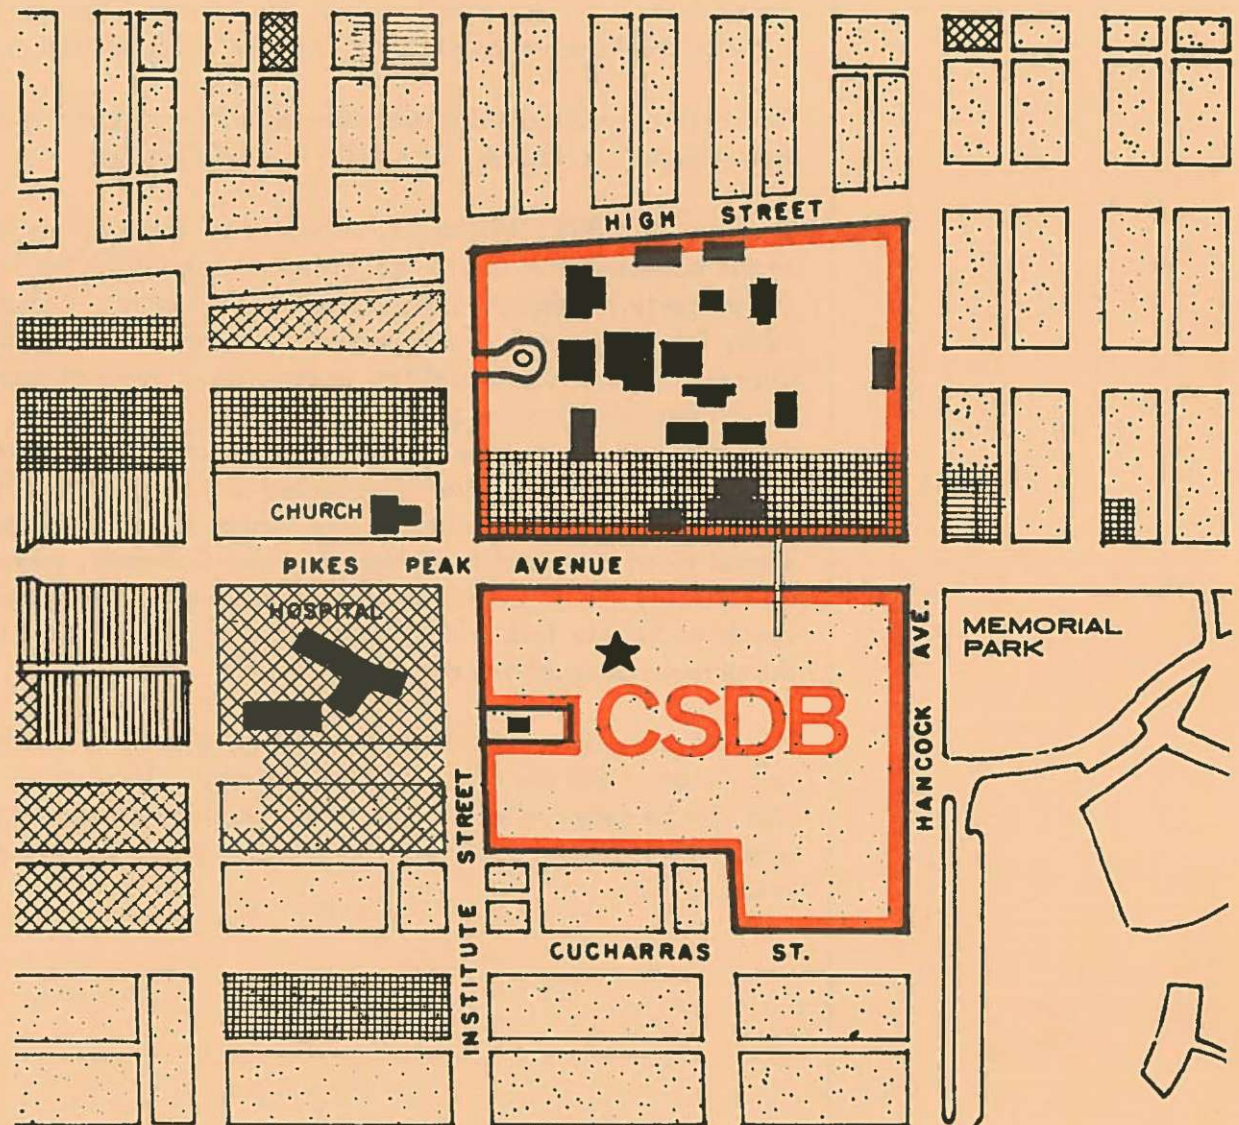 HIGH STREET
CHURCH
PIKES PEAK AVENUE
HOSPITAL
MEMORIAL
PARK
CSDB
HANCOCK AVE.
INSTITUTE STREET
CUCHARRAS ST.